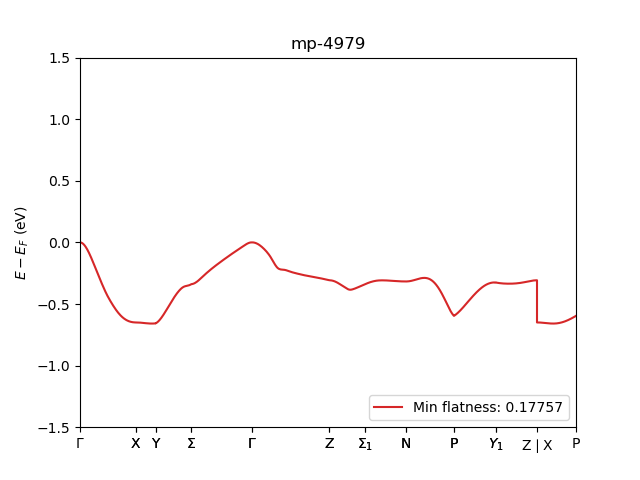 mp-4979
1.5
1.0
0.5
0.0
−0.5
−1.0
−1.5
E − E_F (eV)
Min flatness: 0.17757
Γ X Y Σ Γ Z Σ₁ N P Y₁ Z | X P